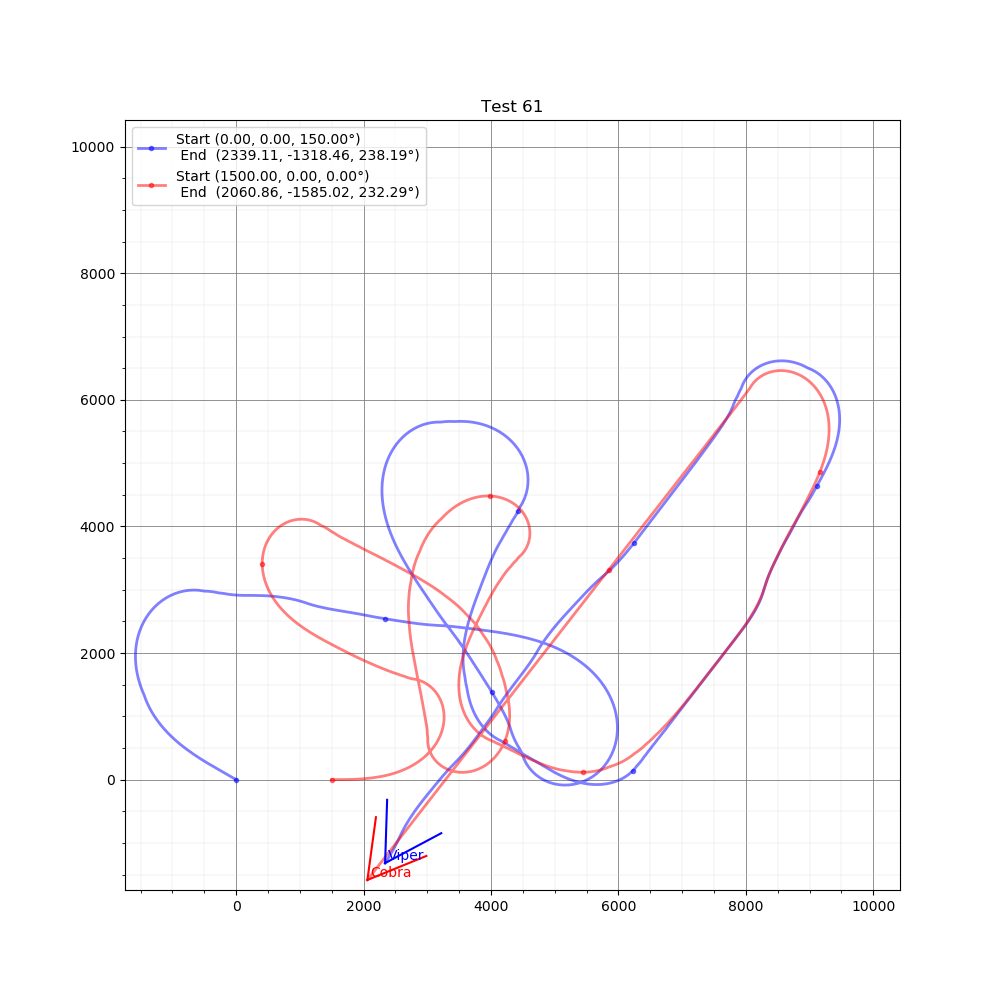 Test 61
Start (0.00, 0.00, 150.00°)
End  (2339.11, -1318.46, 238.19°)
Start (1500.00, 0.00, 0.00°)
End  (2060.86, -1585.02, 232.29°)
10000
8000
6000
4000
2000
0
Viper
Cobra
0 2000 4000 6000 8000 10000